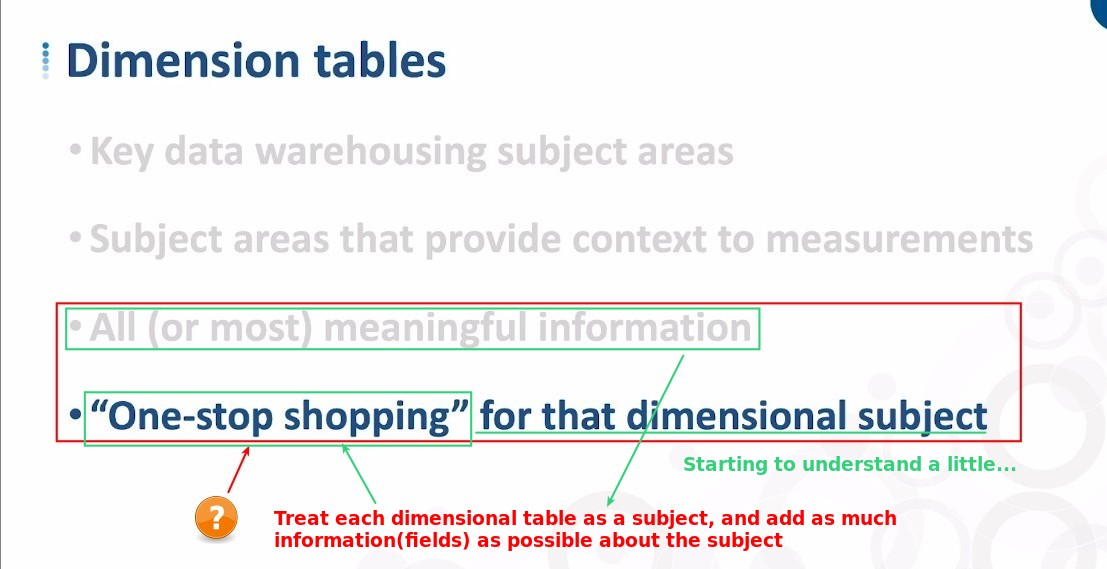 Dimension tables
• Key data warehousing subject areas
• Subject areas that provide context to measurements
• All (or most) meaningful information
• “One-stop shopping” for that dimensional subject
Starting to understand a little...
?
Treat each dimensional table as a subject, and add as much
information(fields) as possible about the subject